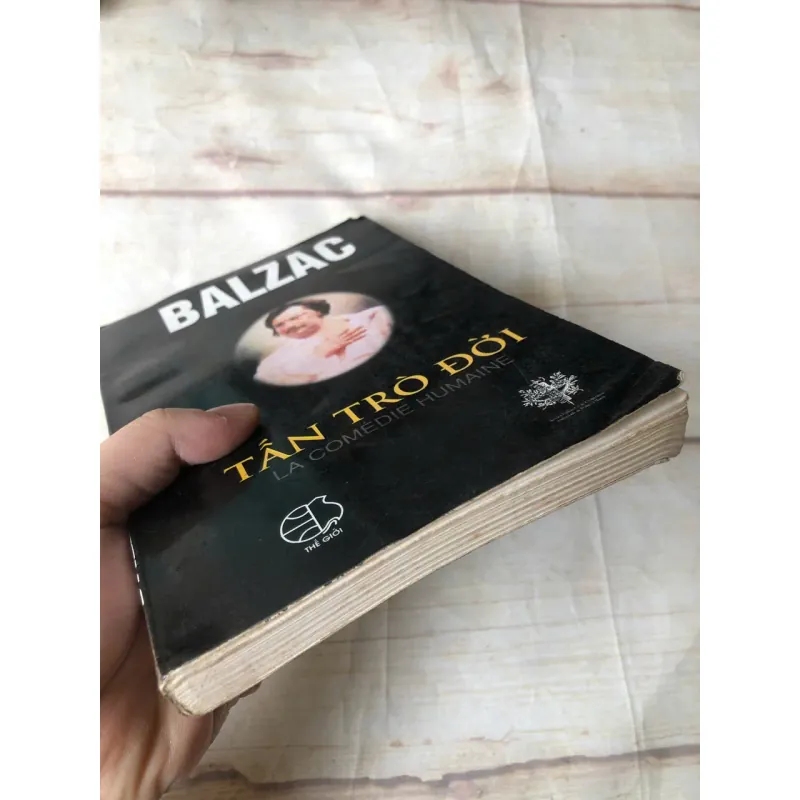 BALZAC
TẤN TRÒ ĐỜI
LA COMÉDIE HUMAINE
THẾ GIỚI